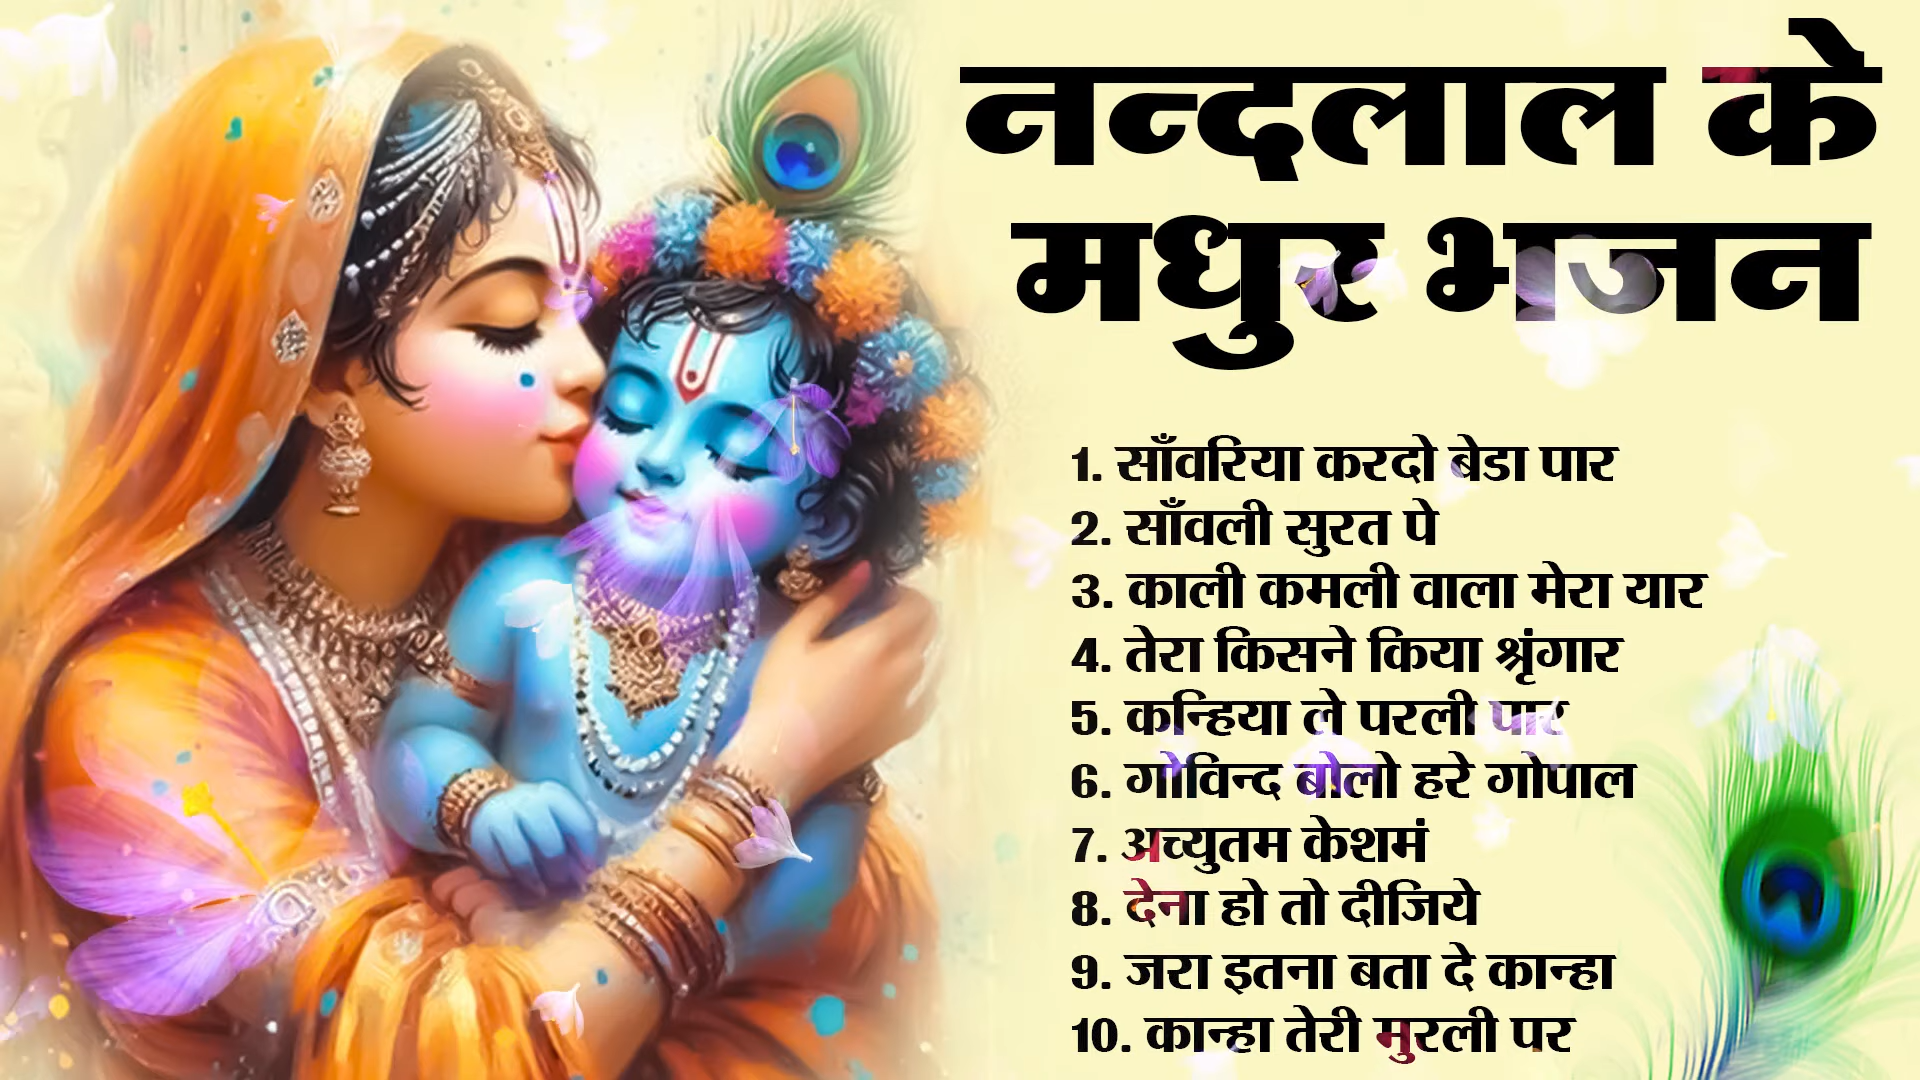 नन्दलाल के
मधुर भजन
1. साँवरिया करदो बेडा पार
2. साँवली सुरत पे
3. काली कमली वाला मेरा यार
4. तेरा किसने किया श्रृंगार
5. कन्हिया ले परली पार
6. गोविन्द बोलो हरे गोपाल
7. अच्युतम केशमं
8. देना हो तो दीजिये
9. जरा इतना बता दे कान्हा
10. कान्हा तेरी मुरली पर